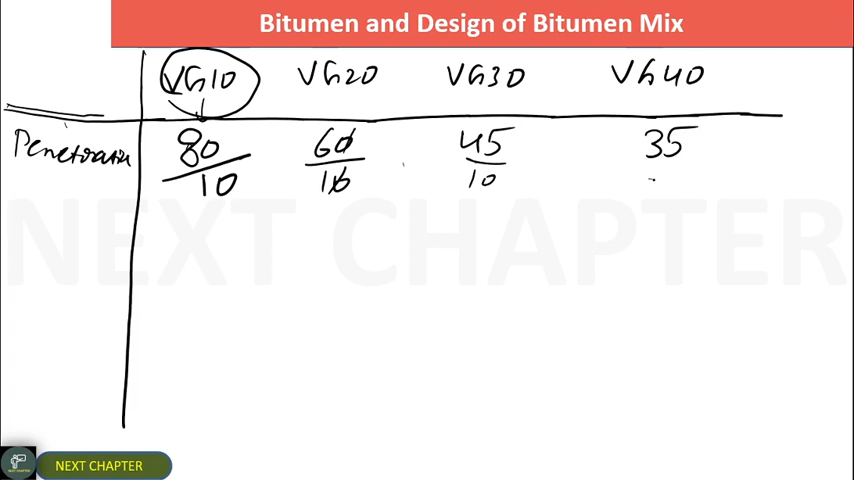 Bitumen and Design of Bitumen Mix
VG10 VG20 VG30 VG40
Penetration 80/10 60/10 45/10 35
NEXT CHAPTER
NEXT CHAPTER